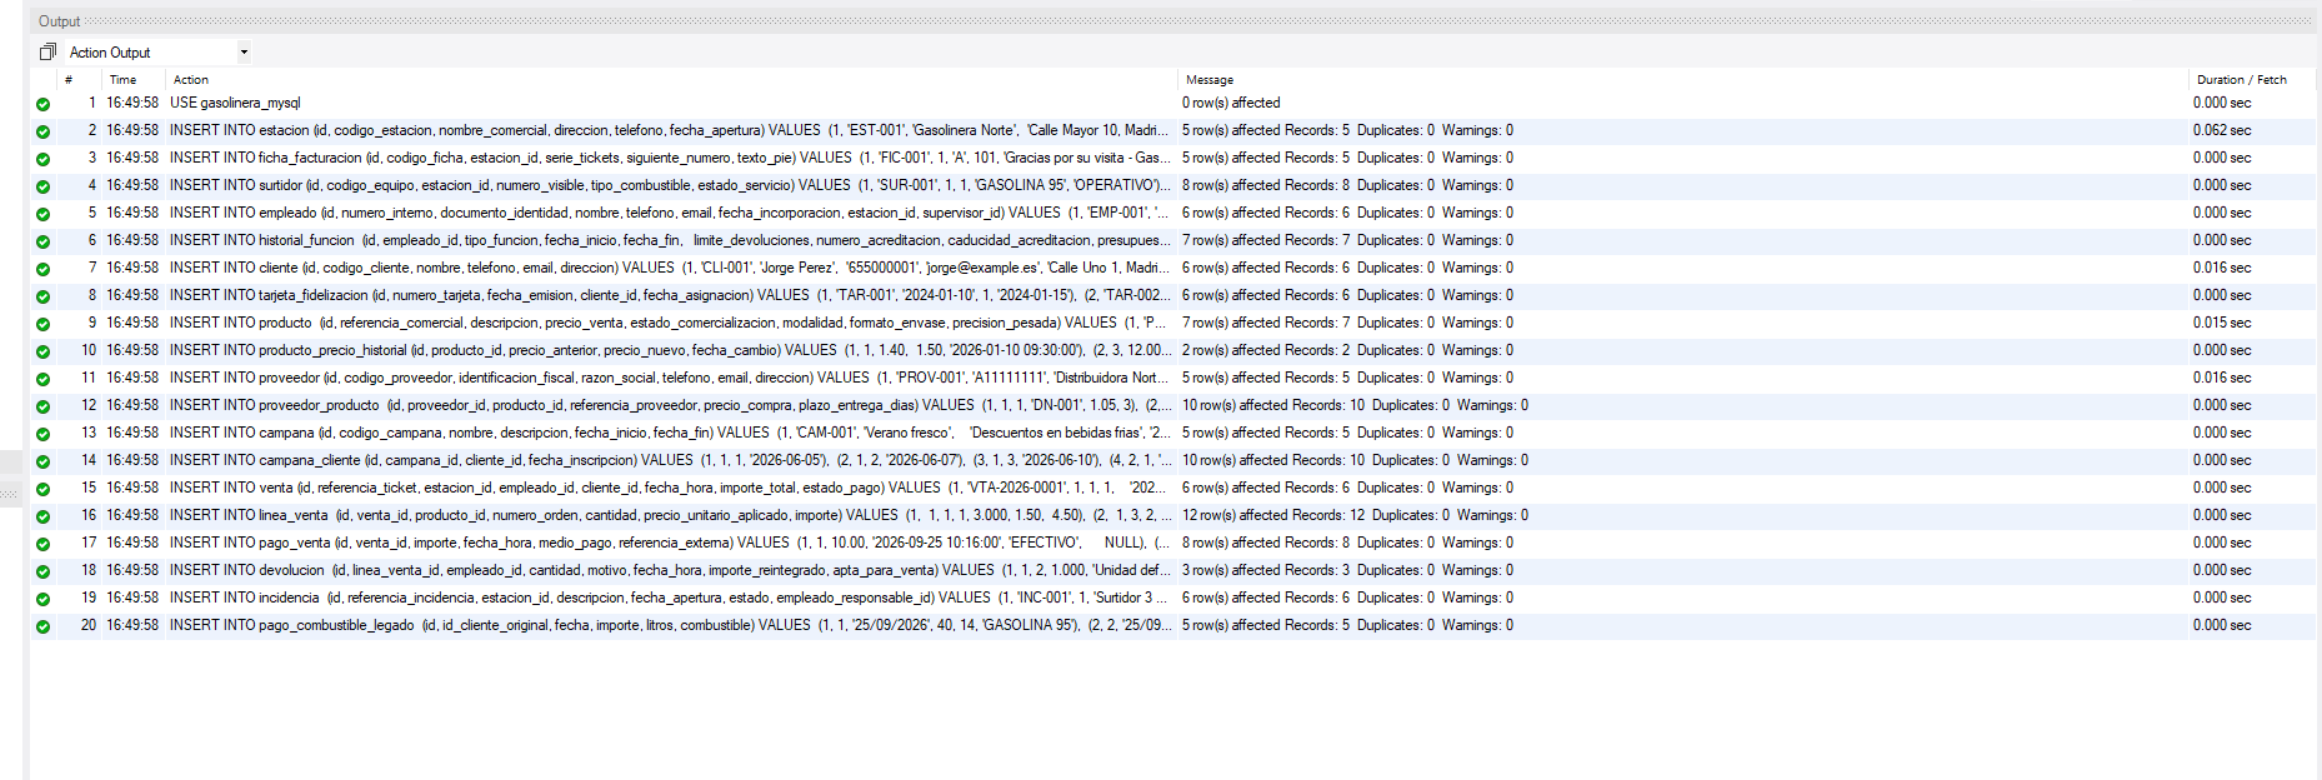 Output
Action Output
# Time Action Message Duration / Fetch
1 16:49:58 USE gasolinera_mysql 0 row(s) affected 0.000 sec
2 16:49:58 INSERT INTO estacion (id, codigo_estacion, nombre_comercial, direccion, telefono, fecha_apertura) VALUES (1, 'EST-001', 'Gasolinera Norte', 'Calle Mayor 10, Madri... 5 row(s) affected Records: 5 Duplicates: 0 Warnings: 0 0.062 sec
3 16:49:58 INSERT INTO ficha_facturacion (id, codigo_ficha, estacion_id, serie_tickets, siguiente_numero, texto_pie) VALUES (1, 'FIC-001', 1, 'A', 101, 'Gracias por su visita - Gas... 5 row(s) affected Records: 5 Duplicates: 0 Warnings: 0 0.000 sec
4 16:49:58 INSERT INTO surtidor (id, codigo_equipo, estacion_id, numero_visible, tipo_combustible, estado_servicio) VALUES (1, 'SUR-001', 1, 1, 'GASOLINA 95', 'OPERATIVO')... 8 row(s) affected Records: 8 Duplicates: 0 Warnings: 0 0.000 sec
5 16:49:58 INSERT INTO empleado (id, numero_interno, documento_identidad, nombre, telefono, email, fecha_incorporacion, estacion_id, supervisor_id) VALUES (1, 'EMP-001', '... 6 row(s) affected Records: 6 Duplicates: 0 Warnings: 0 0.000 sec
6 16:49:58 INSERT INTO historial_funcion (id, empleado_id, tipo_funcion, fecha_inicio, fecha_fin, limite_devoluciones, numero_acreditacion, caducidad_acreditacion, presupues... 7 row(s) affected Records: 7 Duplicates: 0 Warnings: 0 0.000 sec
7 16:49:58 INSERT INTO cliente (id, codigo_cliente, nombre, telefono, email, direccion) VALUES (1, 'CLI-001', 'Jorge Perez', '655000001', 'jorge@example.es', 'Calle Uno 1, Madri... 6 row(s) affected Records: 6 Duplicates: 0 Warnings: 0 0.016 sec
8 16:49:58 INSERT INTO tarjeta_fidelizacion (id, numero_tarjeta, fecha_emision, cliente_id, fecha_asignacion) VALUES (1, 'TAR-001', '2024-01-10', 1, '2024-01-15'), (2, 'TAR-002... 6 row(s) affected Records: 6 Duplicates: 0 Warnings: 0 0.000 sec
9 16:49:58 INSERT INTO producto (id, referencia_comercial, descripcion, precio_venta, estado_comercializacion, modalidad, formato_envase, precision_pesada) VALUES (1, 'P... 7 row(s) affected Records: 7 Duplicates: 0 Warnings: 0 0.015 sec
10 16:49:58 INSERT INTO producto_precio_historial (id, producto_id, precio_anterior, precio_nuevo, fecha_cambio) VALUES (1, 1, 1.40, 1.50, '2026-01-10 09:30:00'), (2, 3, 12.00... 2 row(s) affected Records: 2 Duplicates: 0 Warnings: 0 0.000 sec
11 16:49:58 INSERT INTO proveedor (id, codigo_proveedor, identificacion_fiscal, razon_social, telefono, email, direccion) VALUES (1, 'PROV-001', 'A11111111', 'Distribuidora Nort... 5 row(s) affected Records: 5 Duplicates: 0 Warnings: 0 0.016 sec
12 16:49:58 INSERT INTO proveedor_producto (id, proveedor_id, producto_id, referencia_proveedor, precio_compra, plazo_entrega_dias) VALUES (1, 1, 1, 'DN-001', 1.05, 3), (2,... 10 row(s) affected Records: 10 Duplicates: 0 Warnings: 0 0.000 sec
13 16:49:58 INSERT INTO campana (id, codigo_campana, nombre, descripcion, fecha_inicio, fecha_fin) VALUES (1, 'CAM-001', 'Verano fresco', 'Descuentos en bebidas frias', '2... 5 row(s) affected Records: 5 Duplicates: 0 Warnings: 0 0.000 sec
14 16:49:58 INSERT INTO campana_cliente (id, campana_id, cliente_id, fecha_inscripcion) VALUES (1, 1, 1, '2026-06-05'), (2, 1, 2, '2026-06-07'), (3, 1, 3, '2026-06-10'), (4, 2, 1, '... 10 row(s) affected Records: 10 Duplicates: 0 Warnings: 0 0.000 sec
15 16:49:58 INSERT INTO venta (id, referencia_ticket, estacion_id, empleado_id, cliente_id, fecha_hora, importe_total, estado_pago) VALUES (1, 'VTA-2026-0001', 1, 1, 1, '202... 6 row(s) affected Records: 6 Duplicates: 0 Warnings: 0 0.000 sec
16 16:49:58 INSERT INTO linea_venta (id, venta_id, producto_id, numero_orden, cantidad, precio_unitario_aplicado, importe) VALUES (1, 1, 1, 1, 3.000, 1.50, 4.50), (2, 1, 3, 2, ... 12 row(s) affected Records: 12 Duplicates: 0 Warnings: 0 0.000 sec
17 16:49:58 INSERT INTO pago_venta (id, venta_id, importe, fecha_hora, medio_pago, referencia_externa) VALUES (1, 1, 10.00, '2026-09-25 10:16:00', 'EFECTIVO', NULL), (... 8 row(s) affected Records: 8 Duplicates: 0 Warnings: 0 0.000 sec
18 16:49:58 INSERT INTO devolucion (id, linea_venta_id, empleado_id, cantidad, motivo, fecha_hora, importe_reintegrado, apta_para_venta) VALUES (1, 1, 2, 1.000, 'Unidad def... 3 row(s) affected Records: 3 Duplicates: 0 Warnings: 0 0.000 sec
19 16:49:58 INSERT INTO incidencia (id, referencia_incidencia, estacion_id, descripcion, fecha_apertura, estado, empleado_responsable_id) VALUES (1, 'INC-001', 1, 'Surtidor 3 ... 6 row(s) affected Records: 6 Duplicates: 0 Warnings: 0 0.000 sec
20 16:49:58 INSERT INTO pago_combustible_legado (id, id_cliente_original, fecha, importe, litros, combustible) VALUES (1, 1, '25/09/2026', 40, 14, 'GASOLINA 95'), (2, 2, '25/09... 5 row(s) affected Records: 5 Duplicates: 0 Warnings: 0 0.000 sec